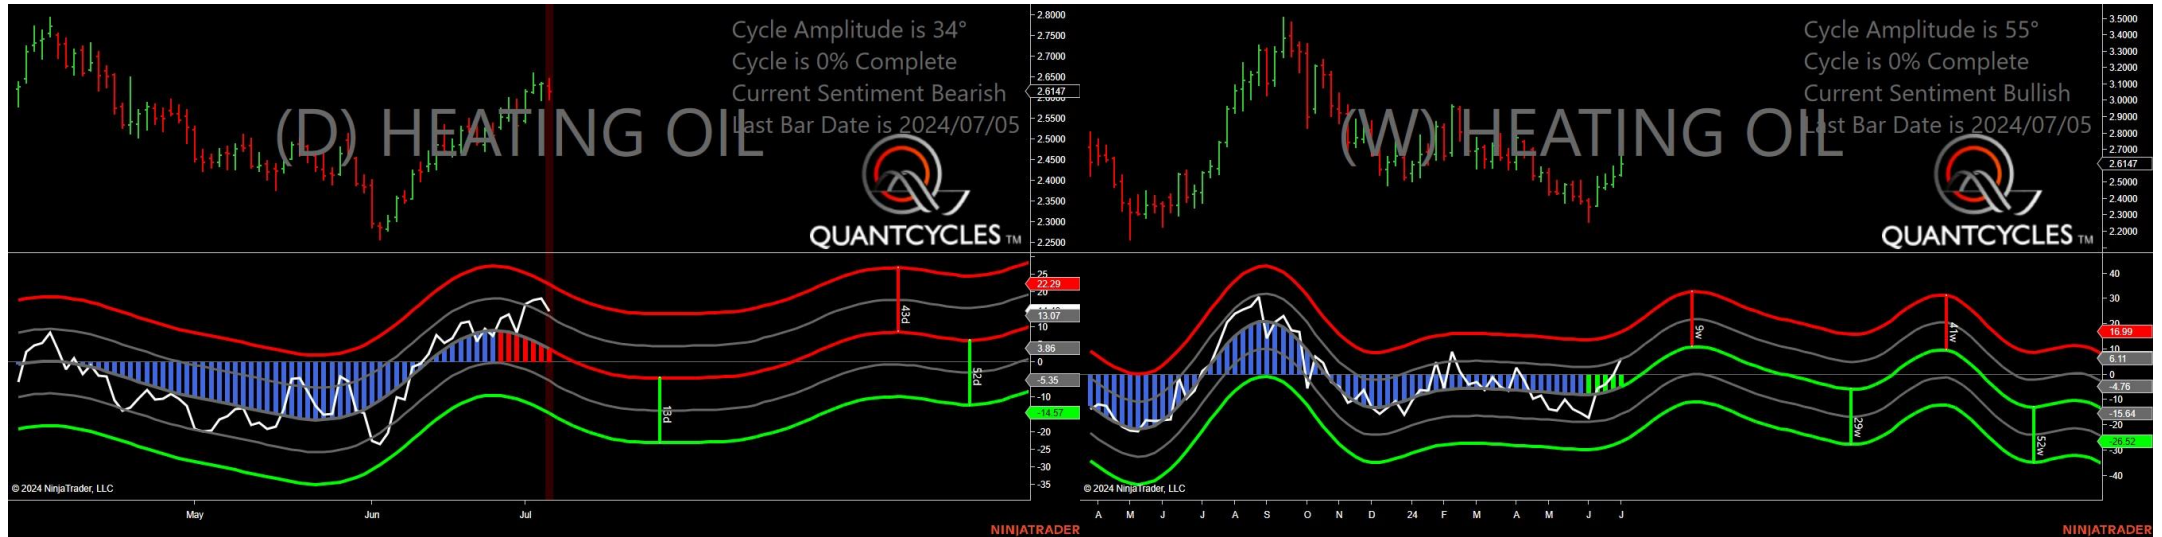 Cycle Amplitude is 34°
Cycle is 0% Complete
Current Sentiment Bearish
Last Bar Date is 2024/07/05
(D) HEATING OIL
QUANTCYCLES TM
2.8000
2.7500
2.7000
2.6500
2.6147
2.6000
2.5500
2.5000
2.4500
2.4000
2.3500
2.3000
2.2500
25
22.29
20
13.07
10
3.86
0
-5.35
-10
-14.57
-20
-25
-30
-35
43d
13d
52d
© 2024 NinjaTrader, LLC
May Jun Jul
NINJATRADER
Cycle Amplitude is 55°
Cycle is 0% Complete
Current Sentiment Bullish
Last Bar Date is 2024/07/05
(W) HEATING OIL
QUANTCYCLES TM
3.5000
3.4000
3.3000
3.2000
3.1000
3.0000
2.9000
2.8000
2.7000
2.6147
2.5000
2.4000
2.3000
2.2000
40
30
20
16.99
10
6.11
0
-4.76
-10
-15.64
-20
-26.52
-30
-40
9w
41w
29w
52w
© 2024 NinjaTrader, LLC
A M J J A S O N D 24 F M A M J J
NINJATRADER